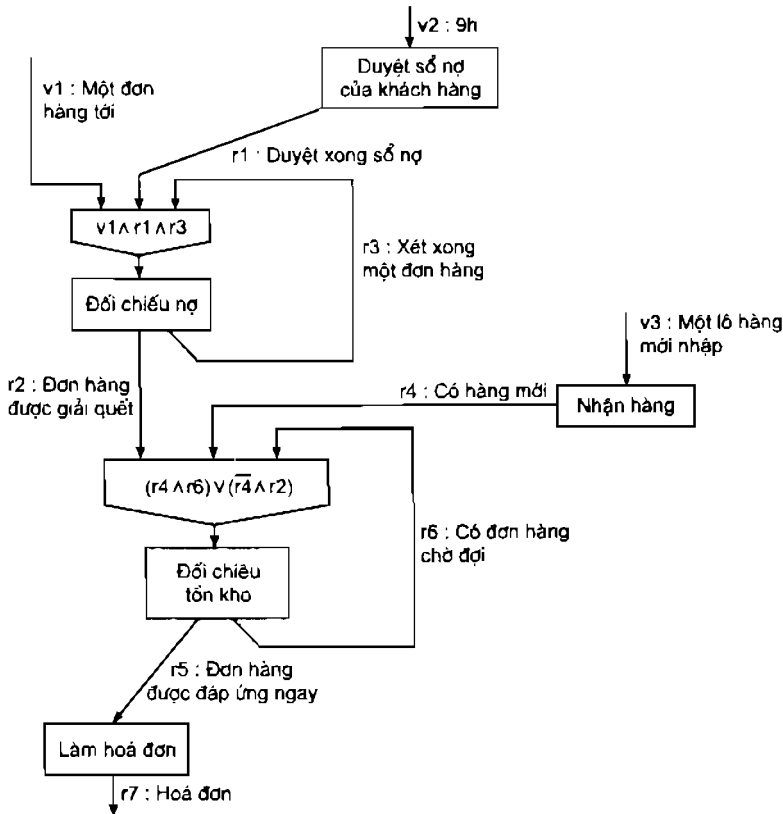 v2 : 9h
Duyệt sổ nợ
của khách hàng
v1 : Một đơn
hàng tới
r1 : Duyệt xong sổ nợ
v1∧r1∧r3
r3 : Xét xong
một đơn hàng
Đối chiếu nợ
v3 : Một lô hàng
mới nhập
r2 : Đơn hàng
được giải quết
r4 : Có hàng mới
Nhận hàng
(r4∧r6)∨(r̅4̅∧r2)
r6 : Có đơn hàng
chờ đợi
Đối chiêu
tồn kho
r5 : Đơn hàng
được đáp ứng ngay
Làm hoá đơn
r7 : Hoá đơn